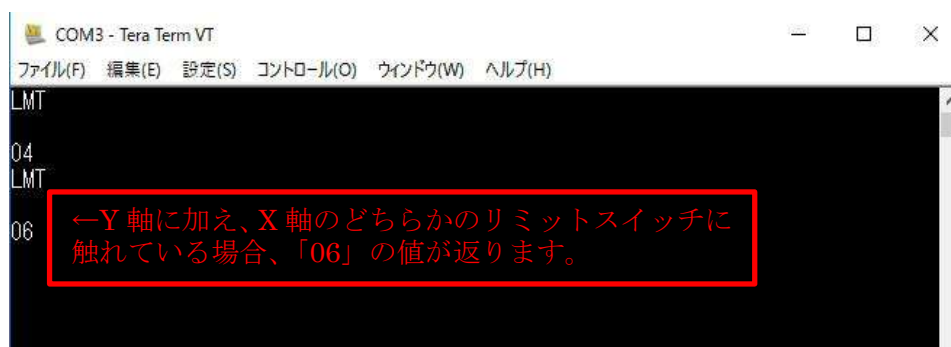 COM3 - Tera Term VT
ファイル(F) 編集(E) 設定(S) コントロール(O) ウインドウ(W) ヘルプ(H)
LMT
04
LMT
06
←Y 軸に加え、X 軸のどちらかのリミットスイッチに
触れている場合、「06」の値が返ります。